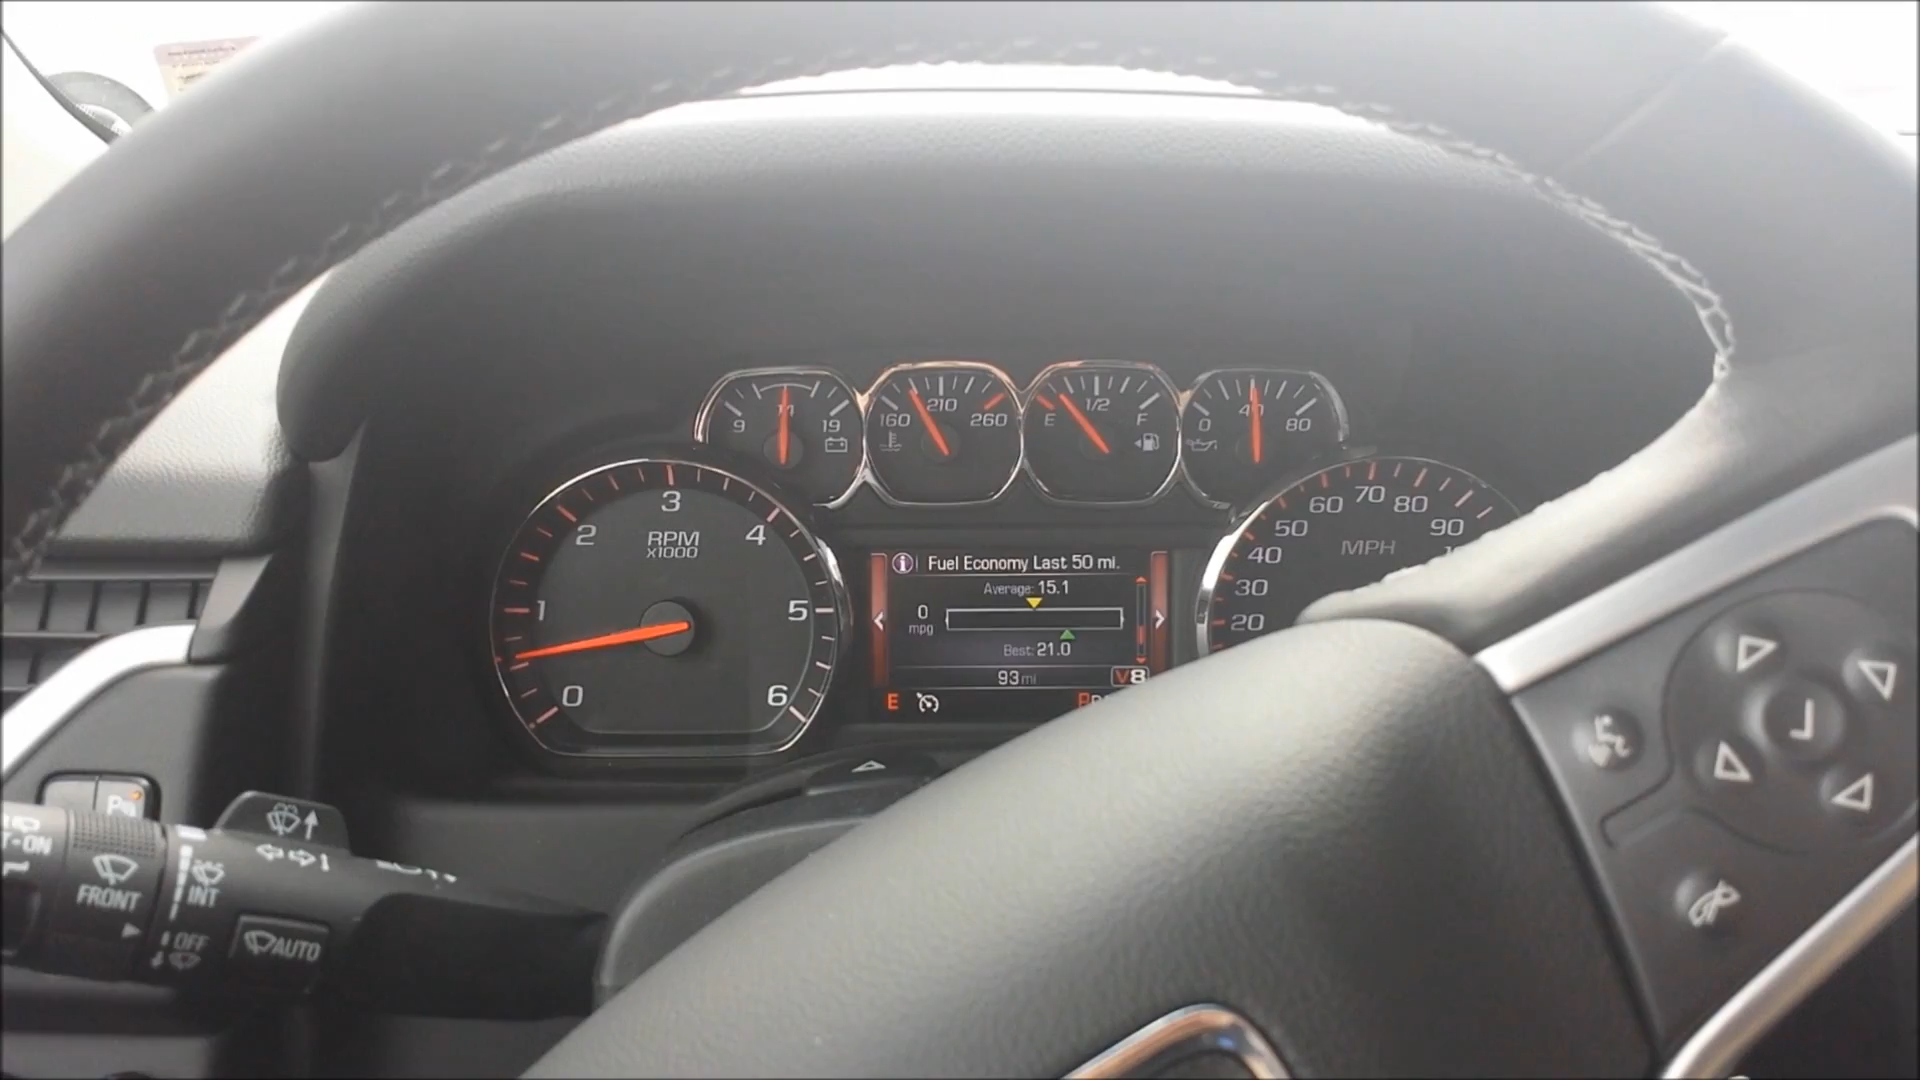 9 14 19
160 210 260
E 1/2 F
0 40 80
0 1 2 3 4 5 6
RPM
x1000
Fuel Economy Last 50 mi.
Average: 15.1
0
mpg
Best: 21.0
93 mi
V8
E
P
20 30 40 50 60 70 80 90
MPH
FRONT
INT
OFF
AUTO